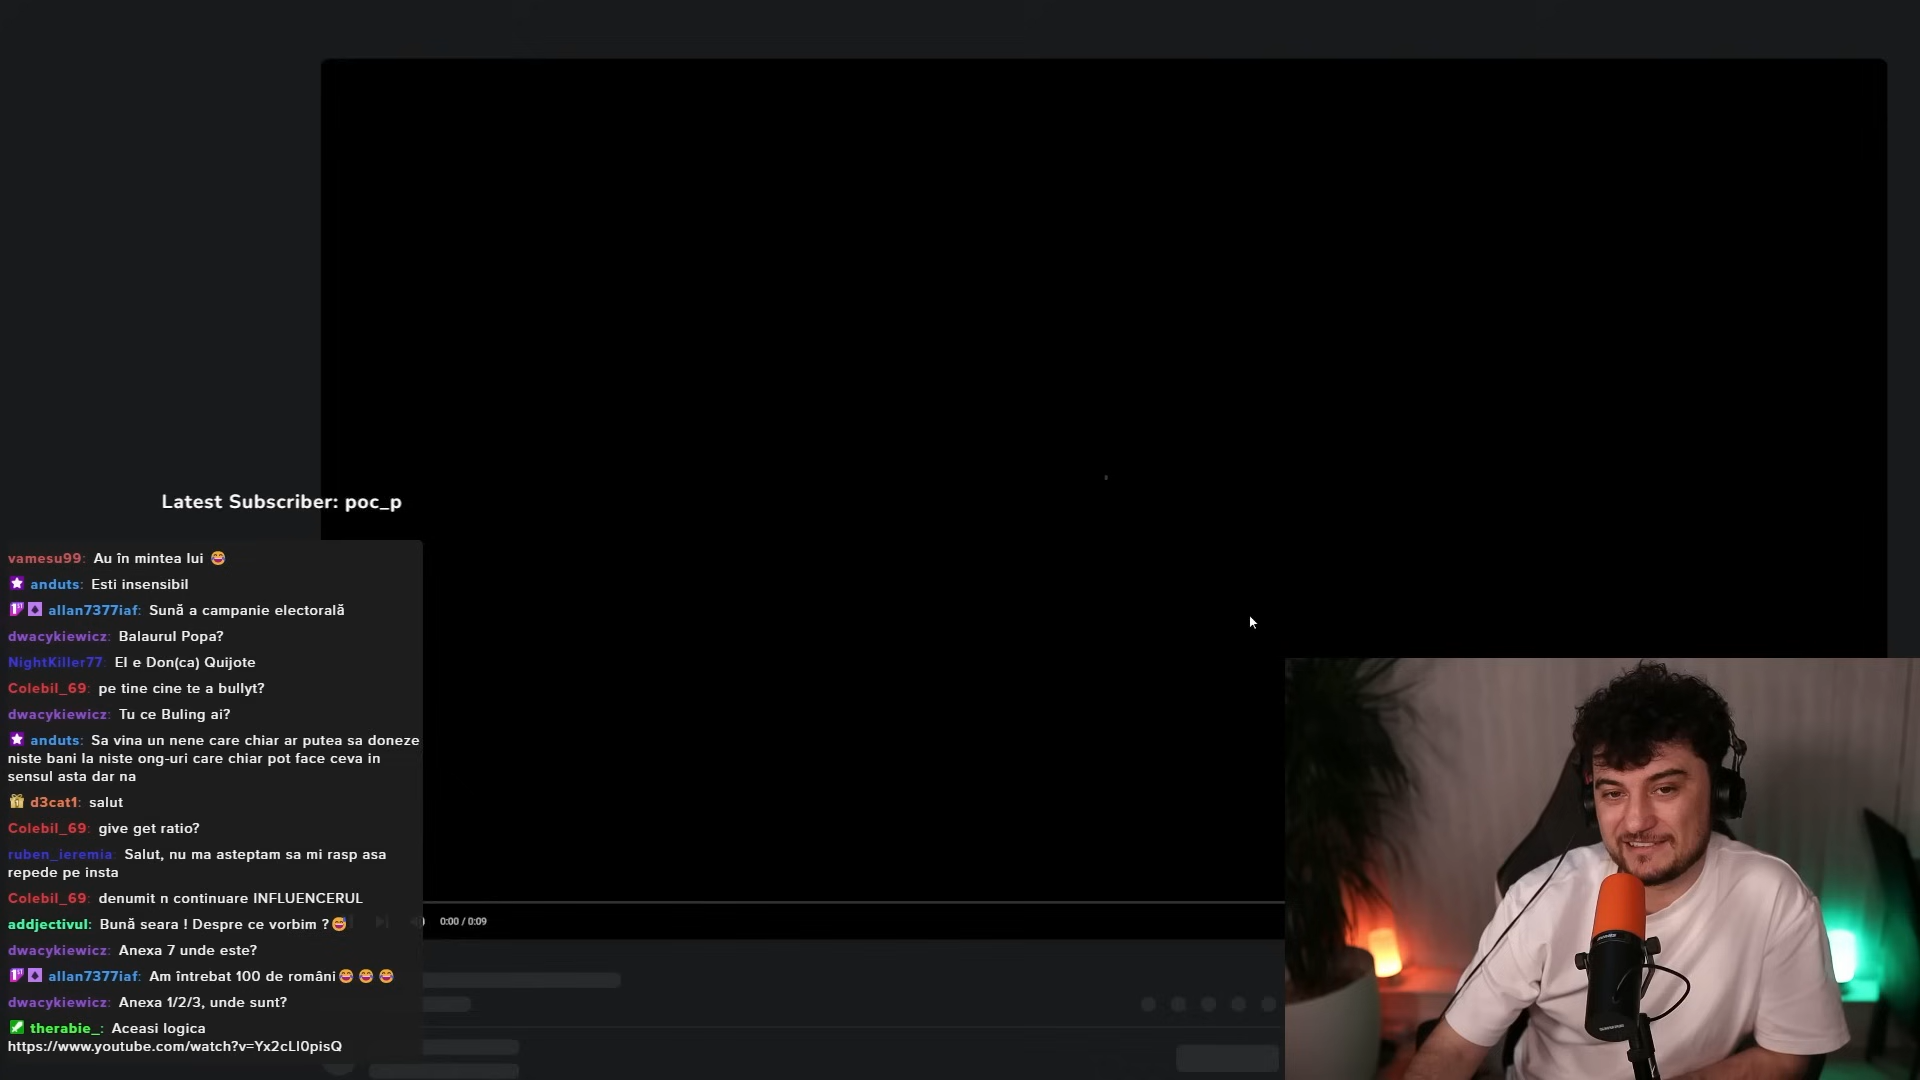 Latest Subscriber: poc_p
vamesu99: Au în mintea lui 😂
anduts: Esti insensibil
allan7377iaf: Sună a campanie electorală
dwacykiewicz: Balaurul Popa?
NightKiller77: El e Don(ca) Quijote
Colebil_69: pe tine cine te a bullyt?
dwacykiewicz: Tu ce Buling ai?
anduts: Sa vina un nene care chiar ar putea sa doneze
niste bani la niste ong-uri care chiar pot face ceva in
sensul asta dar na
d3cat1: salut
Colebil_69: give get ratio?
ruben_ieremia: Salut, nu ma asteptam sa mi rasp asa
repede pe insta
Colebil_69: denumit n continuare INFLUENCERUL
addjectivul: Bună seara ! Despre ce vorbim ?😅
dwacykiewicz: Anexa 7 unde este?
allan7377iaf: Am întrebat 100 de români😂 😂 😂
dwacykiewicz: Anexa 1/2/3, unde sunt?
therabie_: Aceasi logica
https://www.youtube.com/watch?v=Yx2cLl0pisQ
0:00 / 0:09